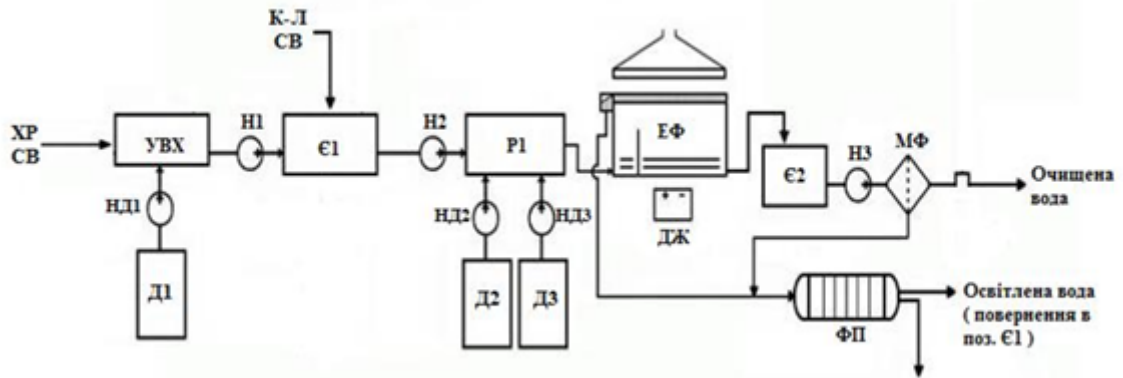 К-Л
СВ
ХР
СВ
УВХ
Н1
Є1
Н2
Р1
ЕФ
Є2
Н3
МФ
Очищена
вода
НД1
НД2
НД3
ДЖ
Д1
Д2
Д3
ФП
Освітлена вода
( повернення в
поз. Є1 )